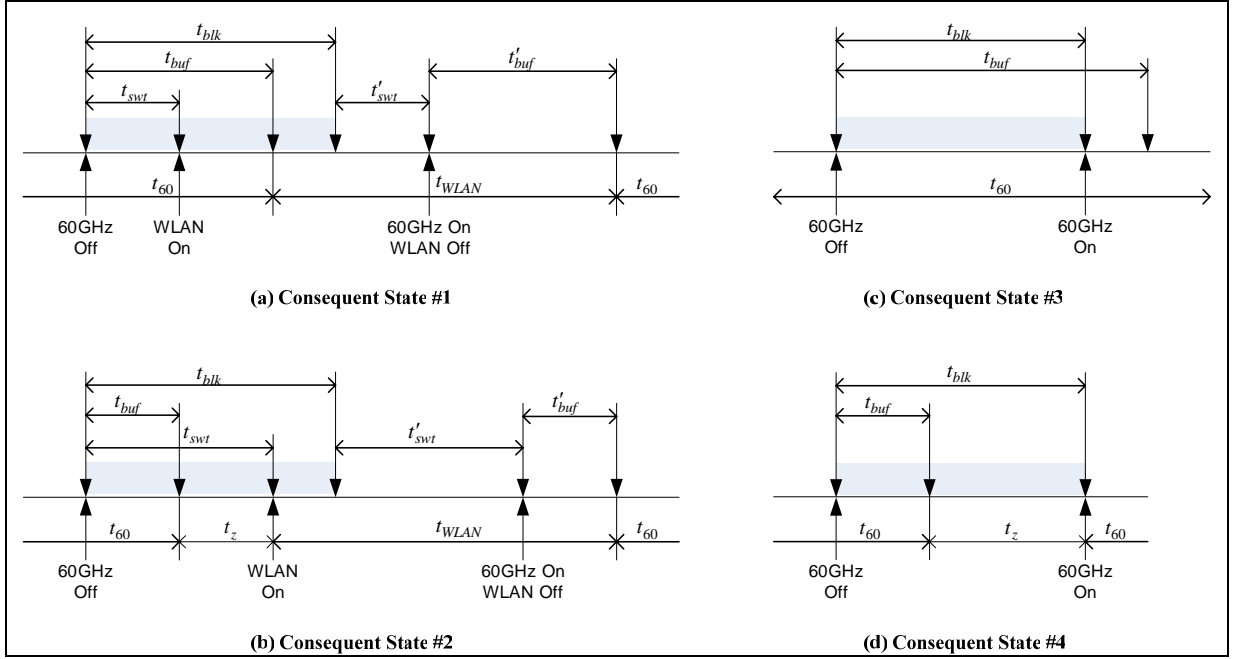 t_blk
t_buf
t_swt
t'_swt
t'_buf
t_60
t_WLAN
t_60
60GHz
Off
WLAN
On
60GHz On
WLAN Off
(a) Consequent State #1
t_blk
t_buf
t_60
60GHz
Off
60GHz
On
(c) Consequent State #3
t_blk
t_buf
t_swt
t'_swt
t'_buf
t_60
t_z
t_WLAN
t_60
60GHz
Off
WLAN
On
60GHz On
WLAN Off
(b) Consequent State #2
t_blk
t_buf
t_60
t_z
t_60
60GHz
Off
60GHz
On
(d) Consequent State #4